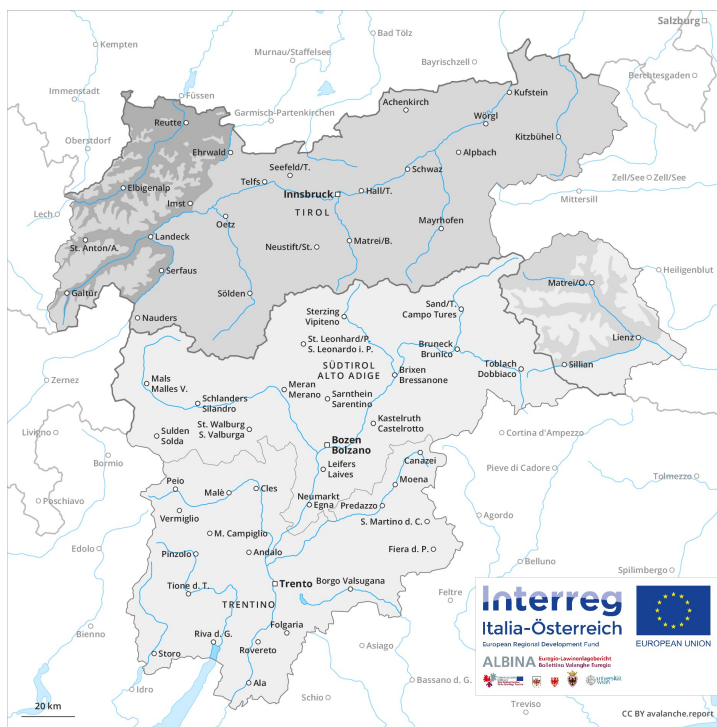 Salzburg
Kempten
Bad Tölz
Murnau/Staffelsee
Bayrischzell
Berchtesgaden
Immenstadt
Füssen
Kufstein
Achenkirch
Garmisch-Partenkirchen
Reutte
Wörgl
Oberstdorf
Kitzbühel
Ehrwald
Alpbach
Seefeld/T.
Schwaz
Telfs
Zell/See
Zell/See
Elbigenalp
Innsbruck
Hall/T.
Mittersill
Imst
TIROL
Lech
Oetz
Mayrhofen
Landeck
St. Anton/A.
Neustift/St.
Matrei/B.
Serfaus
Heiligenblut
Matrei/O.
Galtür
Sölden
Sand/T.
Campo Tures
Nauders
Sterzing
Vipiteno
Lienz
St. Leonhard/P.
S. Leonardo i. P.
Bruneck
Brunico
SÜDTIROL
ALTO ADIGE
Brixen
Bressanone
Toblach
Dobbiaco
Sillian
Zernez
Mals
Malles V.
Meran
Merano
Sarnthein
Sarentino
Schlanders
Silandro
Kastelruth
Castelrotto
St. Walburg
S. Valburga
Livigno
Sulden
Solda
Cortina d'Ampezzo
Bozen
Bolzano
Bormio
Canazei
Leifers
Laives
Pieve di Cadore
Tolmezzo
Peio
Malè
Cles
Moena
Poschiavo
Neumarkt
Egna
Predazzo
Vermiglio
Agordo
S. Martino d. C.
M. Campiglio
Edolo
Pinzolo
Andalo
Fiera d. P.
Belluno
Spilimbergo
Trento
Tione d. T.
Borgo Valsugana
Feltre
TRENTINO
Bienno
Folgaria
Riva d. G.
Rovereto
Asiago
Storo
Bassano d. G.
Idro
Ala
Schio
Treviso
20 km
Interreg
Italia-Österreich
European Regional Development Fund
EUROPEAN UNION
ALBINA
Euregio-Lawinenlagebericht
Bollettino Valanghe Euregio
universität
wien
CC BY avalanche.report